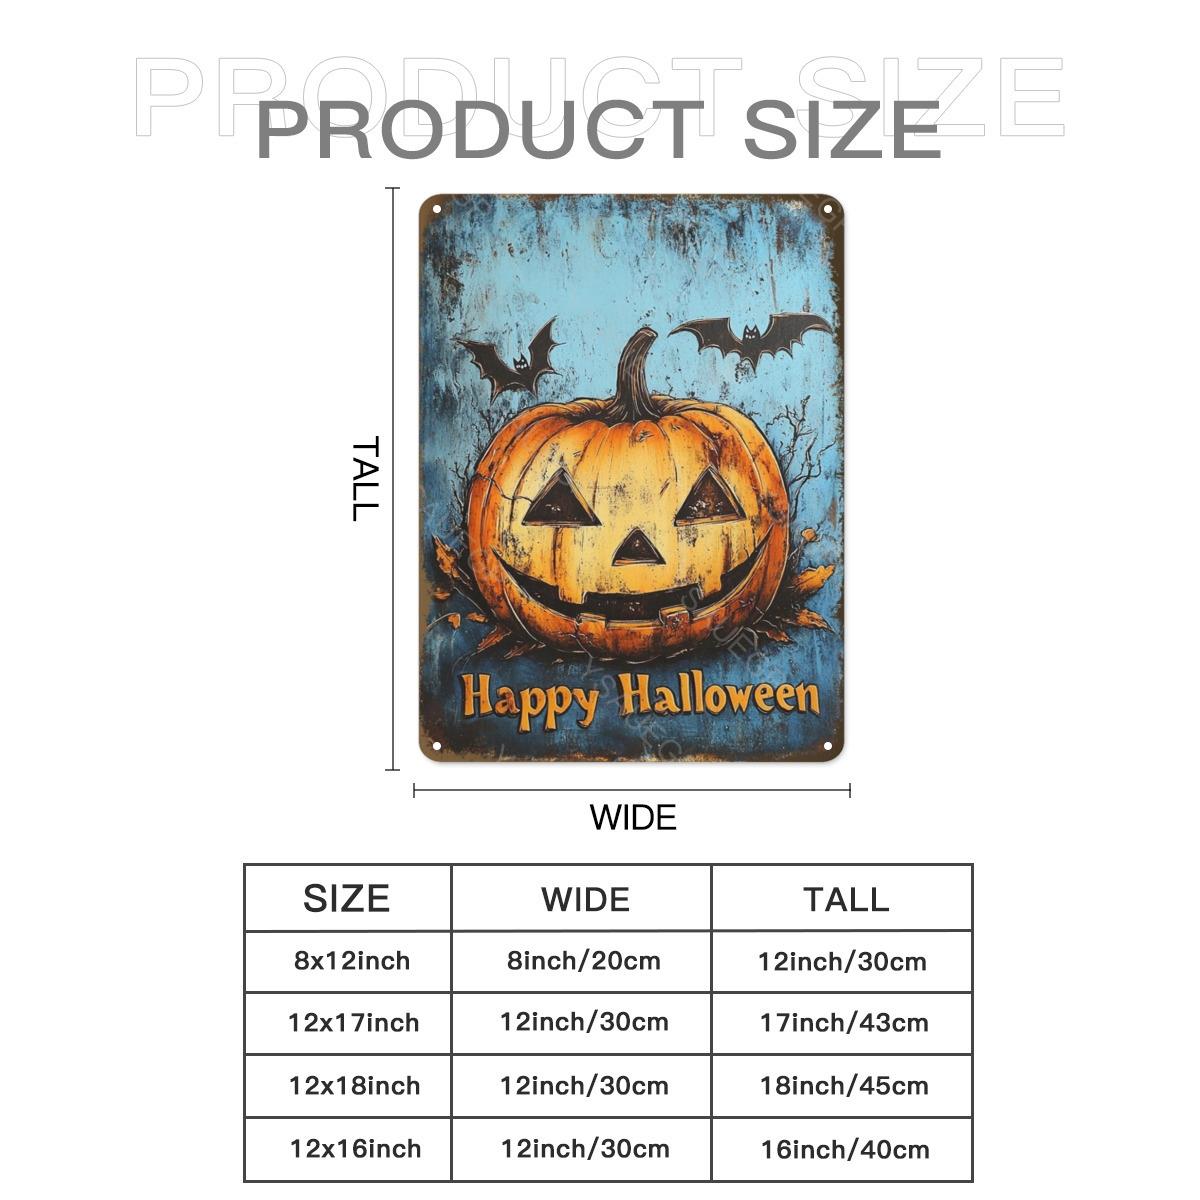 PRODUCT SIZE
PRODUCT SIZE
TALL
Happy Halloween
WIDE
SIZE WIDE TALL
8x12inch 8inch/20cm 12inch/30cm
12x17inch 12inch/30cm 17inch/43cm
12x18inch 12inch/30cm 18inch/45cm
12x16inch 12inch/30cm 16inch/40cm